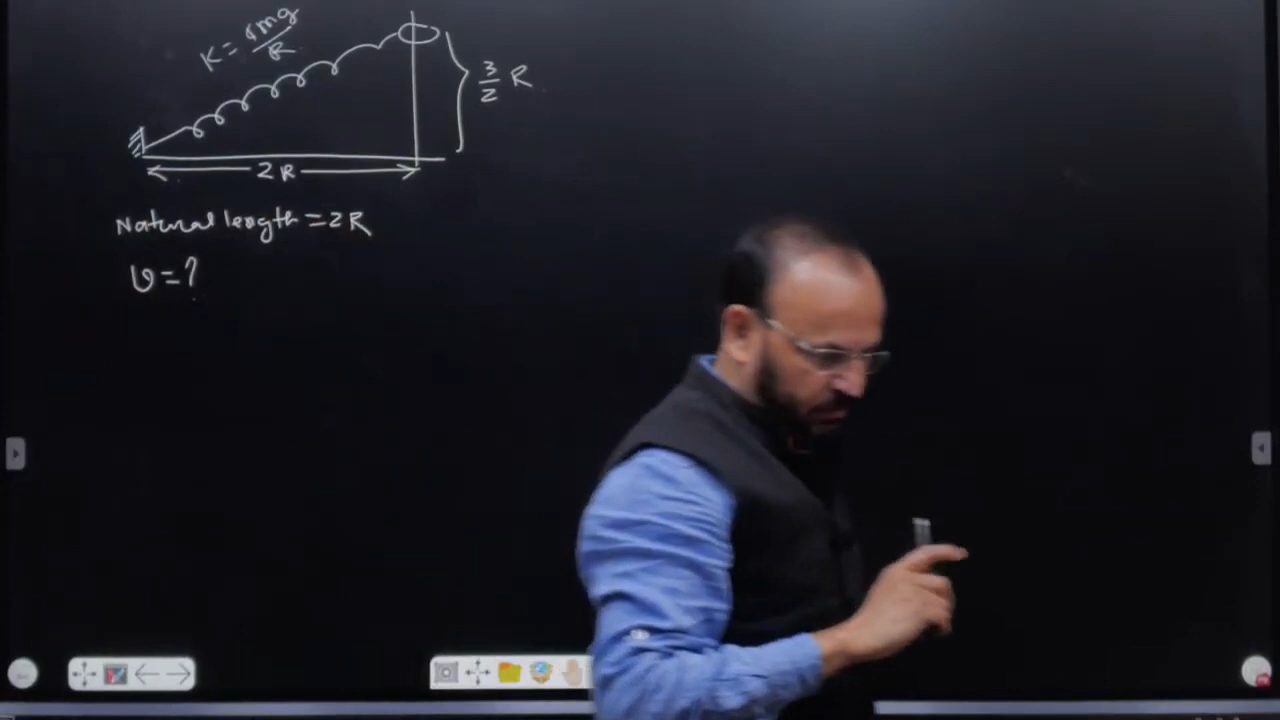 K = 4mg/R
3/2 R
2R
Natural length = 2R
v = ?